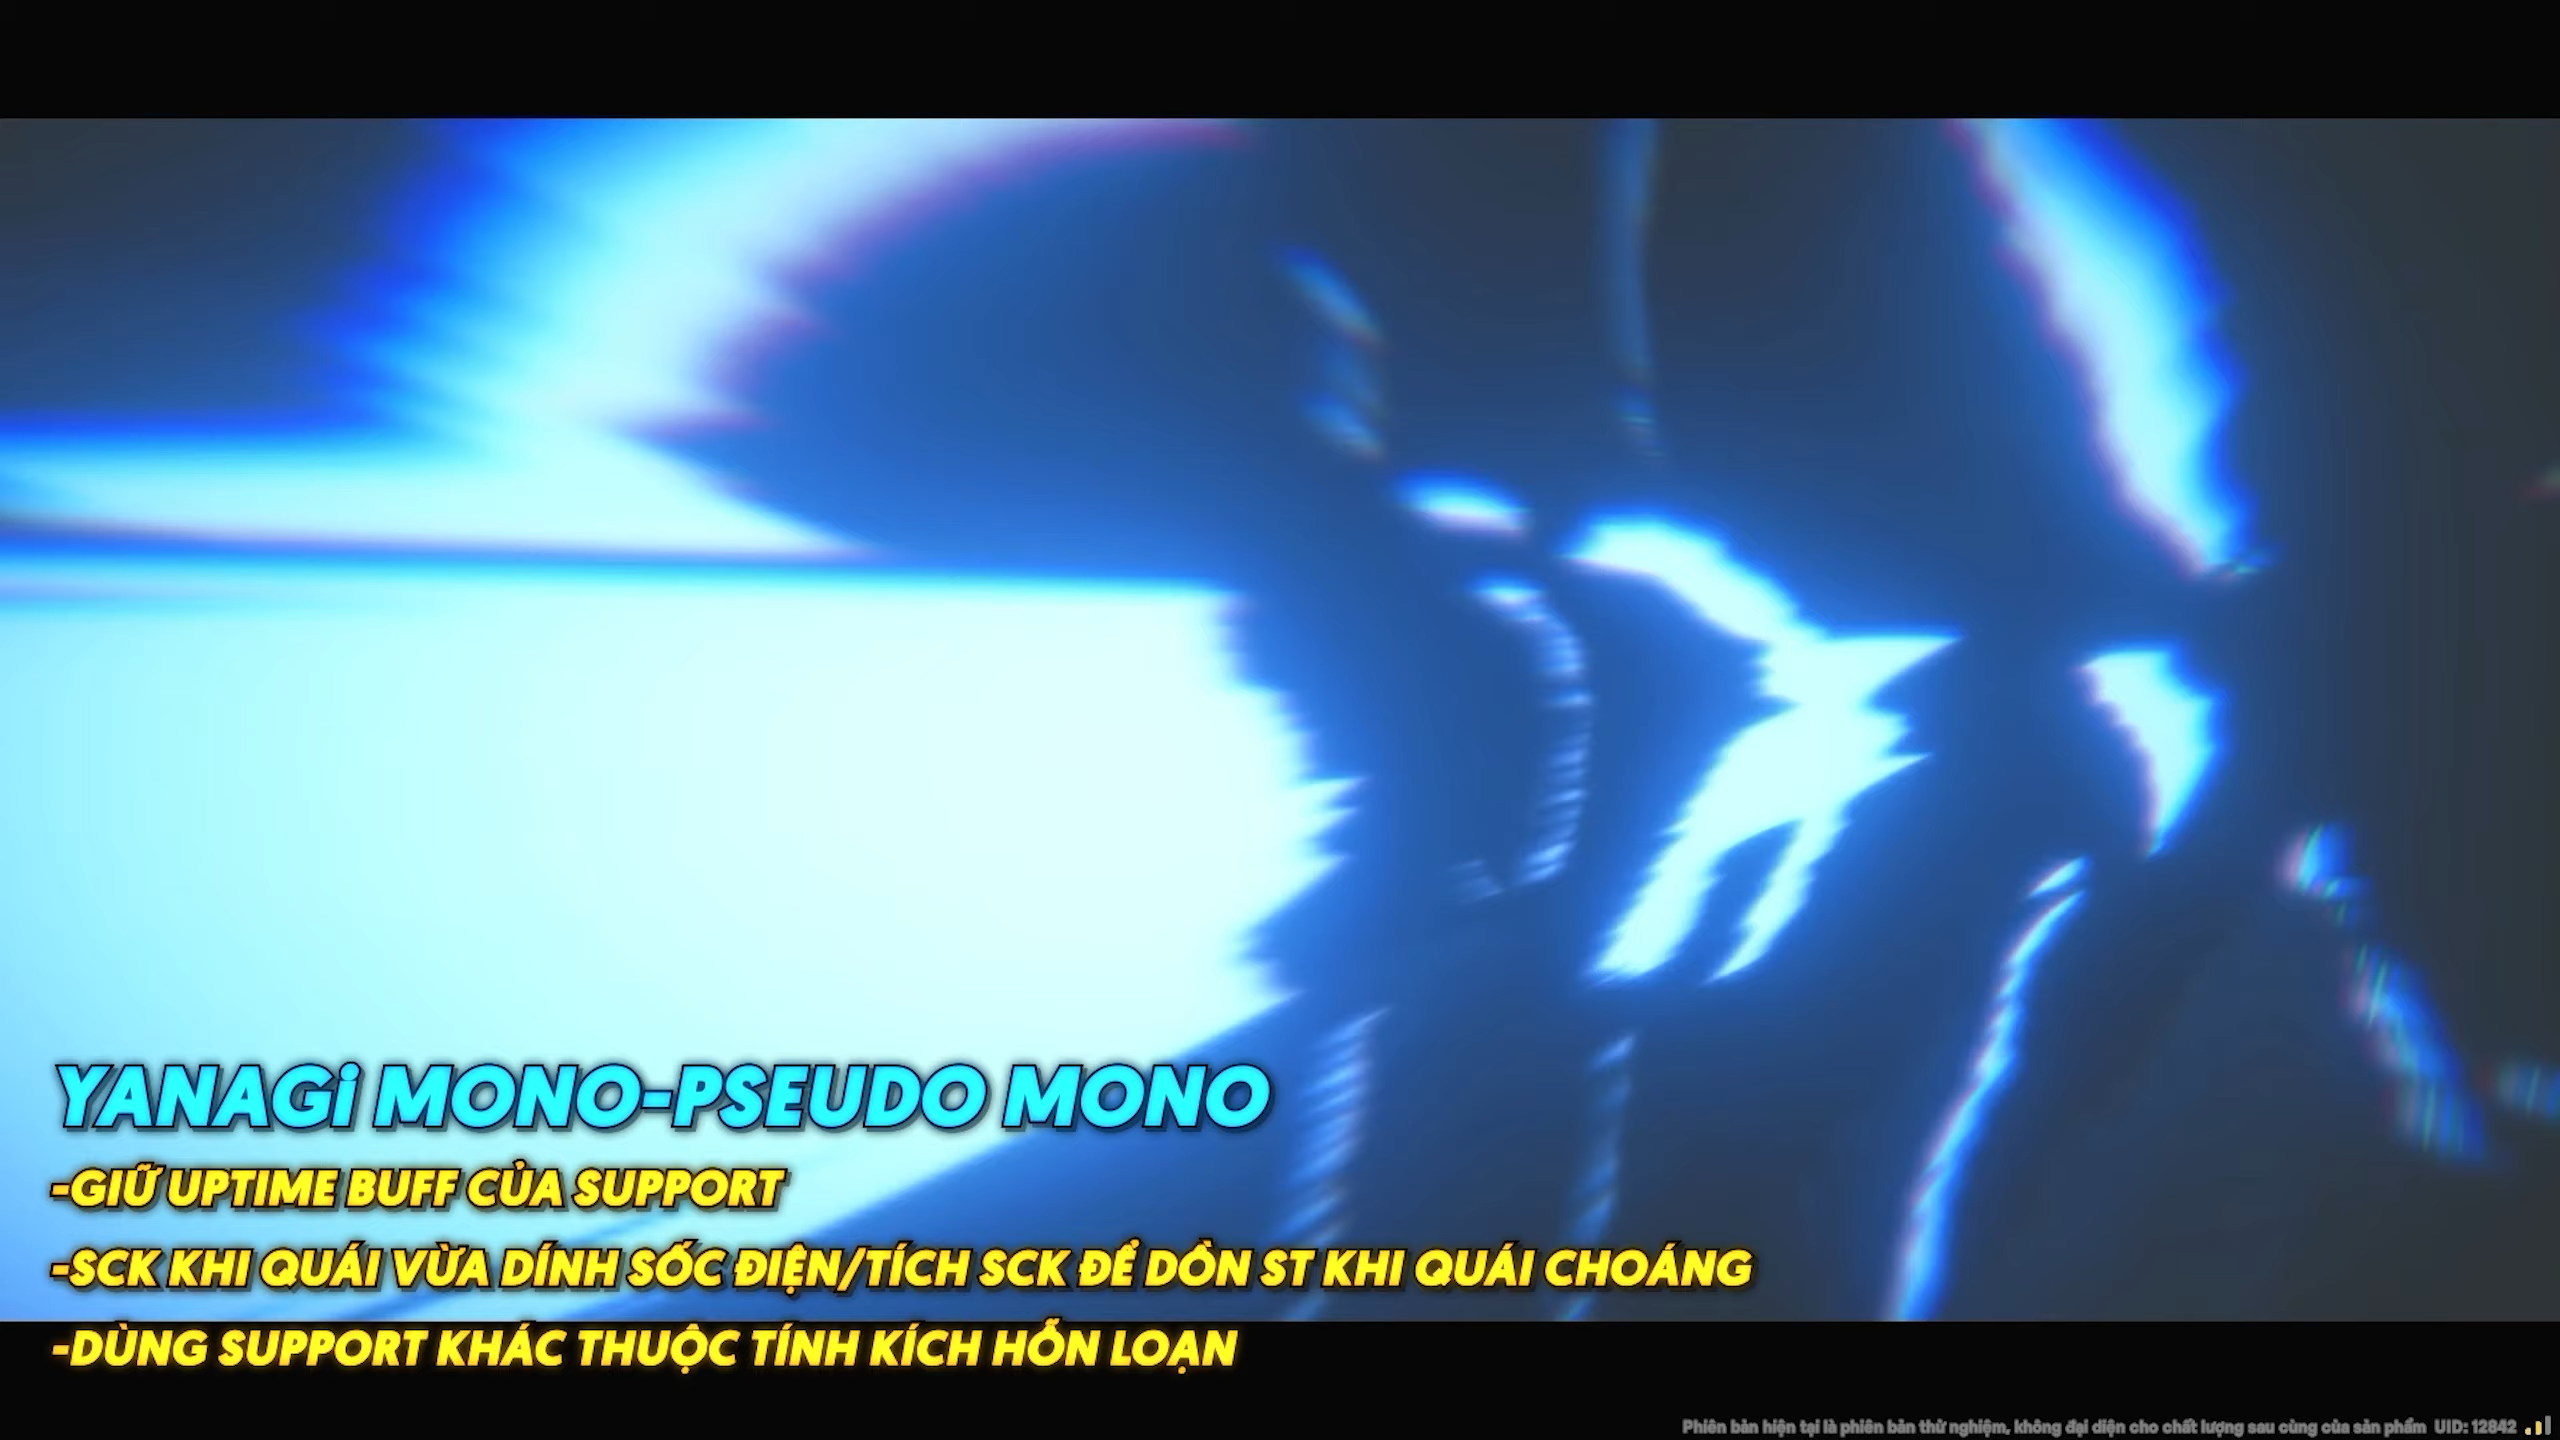 YANAGi MONO-PSEUDO MONO
-GIỮ UPTIME BUFF CỦA SUPPORT
-SCK KHI QUÁI VỪA DÍNH SỐC ĐIỆN/TÍCH SCK ĐỂ DỒN ST KHI QUÁI CHOÁNG
-DÙNG SUPPORT KHÁC THUỘC TÍNH KÍCH HỖN LOẠN
Phiên bản hiện tại là phiên bản thử nghiệm, không đại diện cho chất lượng sau cùng của sản phẩm UID: 12842